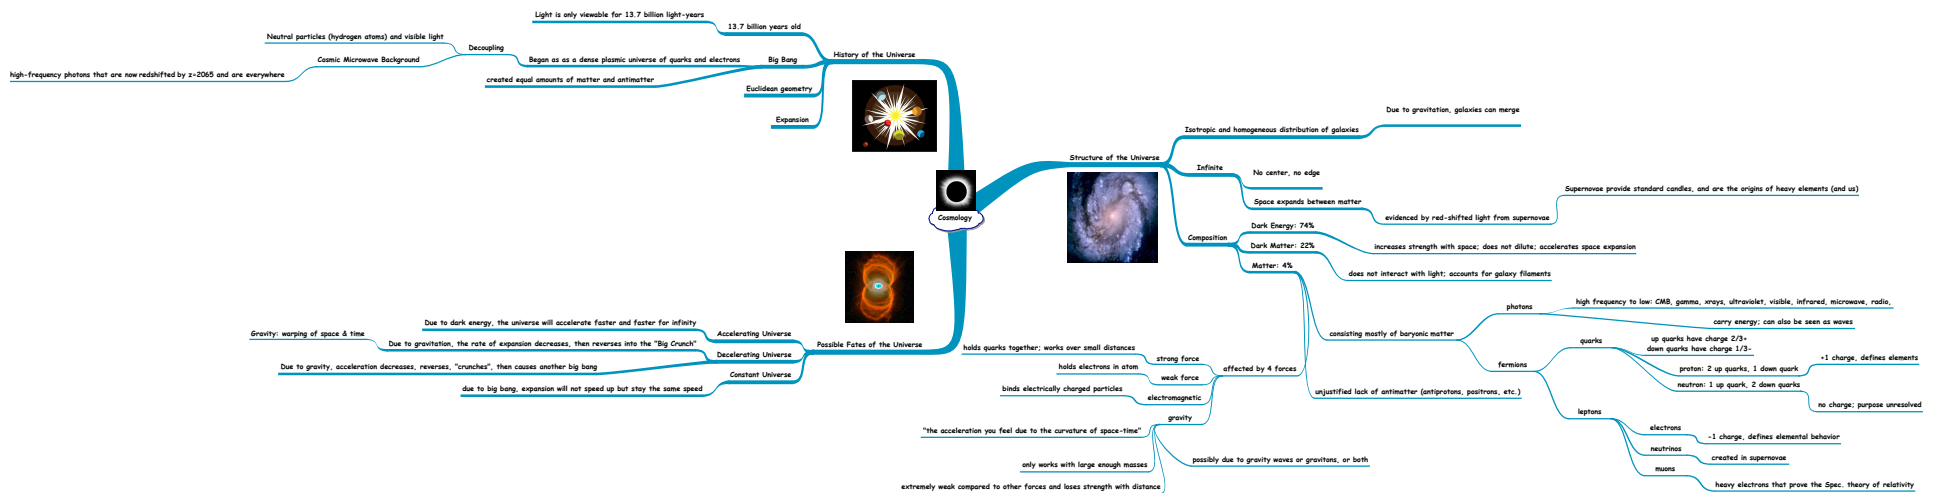 Cosmology
History of the Universe
13.7 billion years old
Light is only viewable for 13.7 billion light-years
Big Bang
Began as as a dense plasmic universe of quarks and electrons
Decoupling
Neutral particles (hydrogen atoms) and visible light
Cosmic Microwave Background
high-frequency photons that are now redshifted by z=2065 and are everywhere
created equal amounts of matter and antimatter
Euclidean geometry
Expansion
Structure of the Universe
Isotropic and homogeneous distribution of galaxies
Due to gravitation, galaxies can merge
Infinite
No center, no edge
Space expands between matter
evidenced by red-shifted light from supernovae
Supernovae provide standard candles, and are the origins of heavy elements (and us)
Composition
Dark Energy: 74%
increases strength with space; does not dilute; accelerates space expansion
Dark Matter: 22%
does not interact with light; accounts for galaxy filaments
Matter: 4%
consisting mostly of baryonic matter
photons
high frequency to low: CMB, gamma, xrays, ultraviolet, visible, infrared, microwave, radio,
carry energy; can also be seen as waves
fermions
quarks
up quarks have charge 2/3+
down quarks have charge 1/3-
proton: 2 up quarks, 1 down quark
+1 charge, defines elements
neutron: 1 up quark, 2 down quarks
no charge; purpose unresolved
leptons
electrons
-1 charge, defines elemental behavior
neutrinos
created in supernovae
muons
heavy electrons that prove the Spec. theory of relativity
unjustified lack of antimatter (antiprotons, positrons, etc.)
affected by 4 forces
strong force
holds quarks together; works over small distances
weak force
holds electrons in atom
electromagnetic
binds electrically charged particles
gravity
"the acceleration you feel due to the curvature of space-time"
only works with large enough masses
extremely weak compared to other forces and loses strength with distance
possibly due to gravity waves or gravitons, or both
Possible Fates of the Universe
Accelerating Universe
Due to dark energy, the universe will accelerate faster and faster for infinity
Decelerating Universe
Due to gravitation, the rate of expansion decreases, then reverses into the "Big Crunch"
Gravity: warping of space & time
Due to gravity, acceleration decreases, reverses, "crunches", then causes another big bang
Constant Universe
due to big bang, expansion will not speed up but stay the same speed